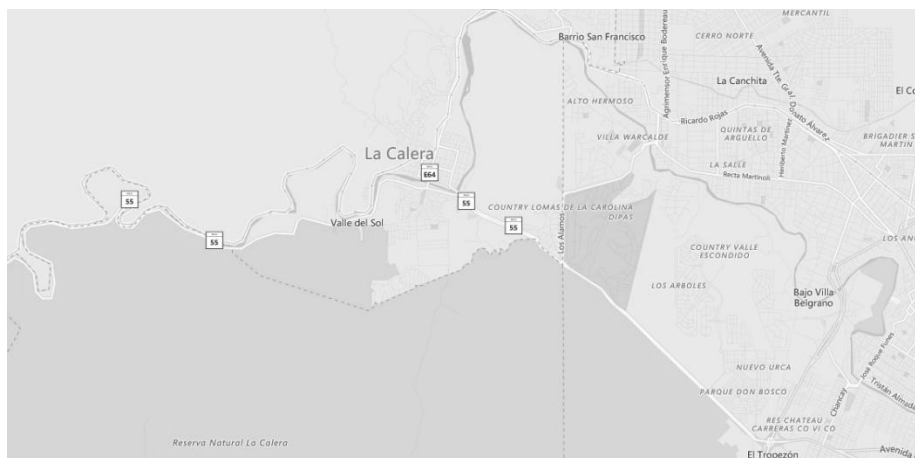 MERCANTIL
Barrio San Francisco
CERRO NORTE
Agrimensor Enrique Bodereau
Avenida Tte. Gral. Donato Álvarez
La Canchita
El Co
ALTO HERMOSO
Ricardo Rojas
VILLA WARCALDE
QUINTAS DE
ARGUELLO
Heriberto Martínez
BRIGADIER S
MARTIN
La Calera
LA SALLE
Recta Martinoli
E64
55
55
55
55
Valle del Sol
COUNTRY LOMAS DE LA CAROLINA
DIPAS
Los Alamos
COUNTRY VALLE
ESCONDIDO
LOS AN
LOS ARBOLES
Bajo Villa
Belgrano
José Roque Funes
NUEVO URCA
PARQUE DON BOSCO
Chancay
Tristán Almada
RES CHATEAU
CARRERAS CO VI CO
Reserva Natural La Calera
El Tropezón
Avenida